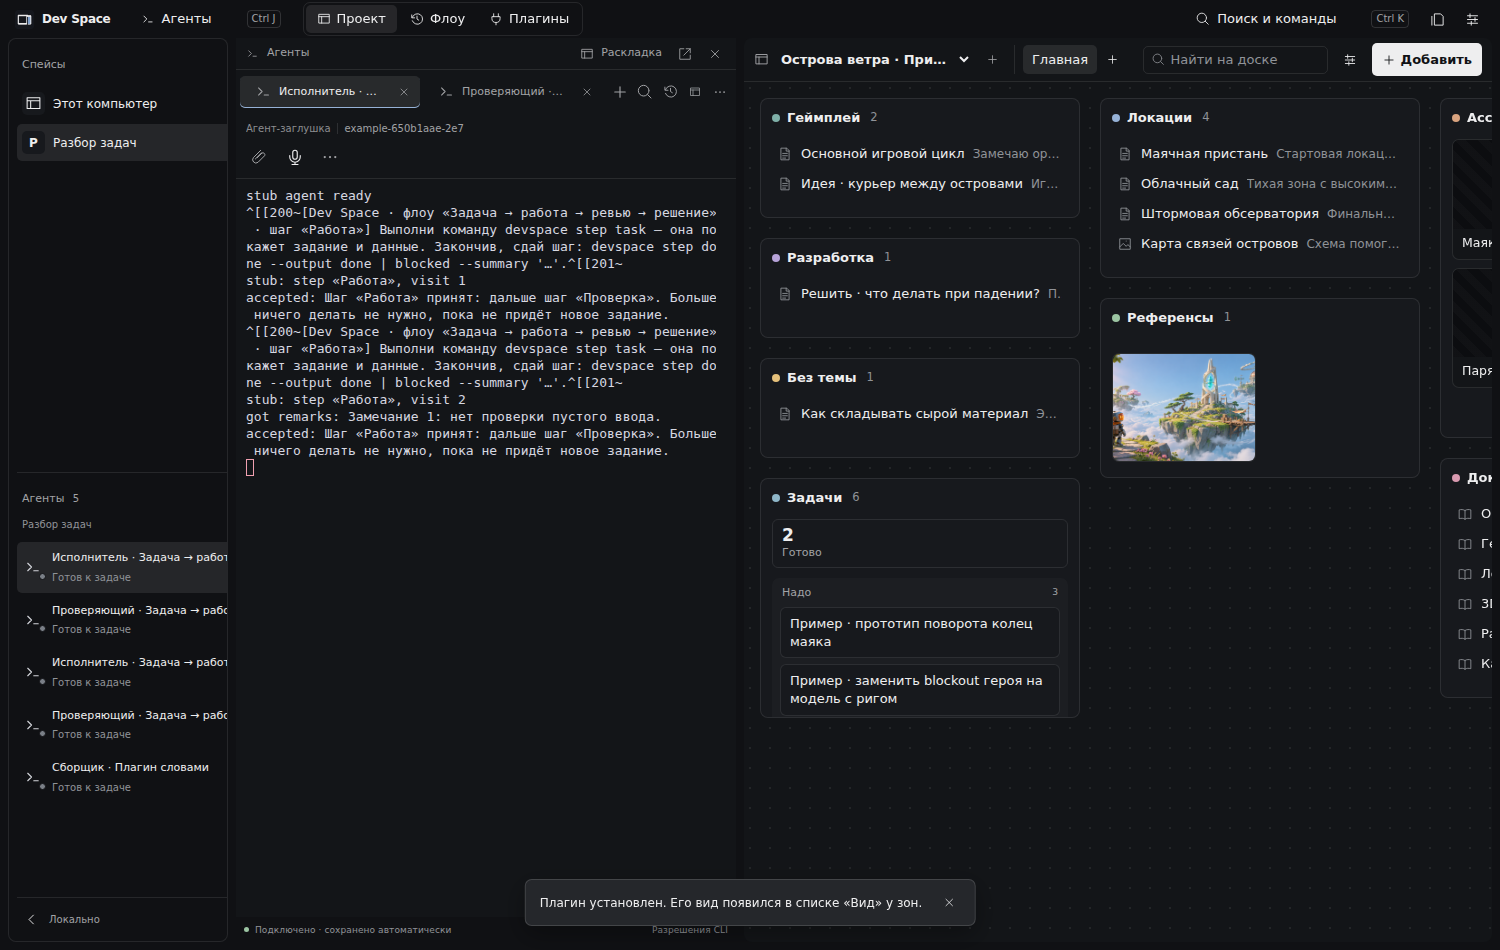 Dev Space
Агенты
Ctrl J
Проект
Флоу
Плагины
Поиск и команды
Ctrl K
Спейсы
Этот компьютер
P
Разбор задач
Агенты 5
Разбор задач
Исполнитель · Задача → работ
Готов к задаче
Проверяющий · Задача → рабо
Готов к задаче
Исполнитель · Задача → работ
Готов к задаче
Проверяющий · Задача → рабо
Готов к задаче
Сборщик · Плагин словами
Готов к задаче
Локально
Агенты
Раскладка
Исполнитель · ...
Проверяющий ·...
Агент-заглушка
example-650b1aae-2e7
stub agent ready
^[[200~[Dev Space · флоу «Задача → работа → ревью → решение»
· шаг «Работа»] Выполни команду devspace step task — она по
кажет задание и данные. Закончив, сдай шаг: devspace step do
ne --output done | blocked --summary '…'.^[[201~
stub: step «Работа», visit 1
accepted: Шаг «Работа» принят: дальше шаг «Проверка». Больше
ничего делать не нужно, пока не придёт новое задание.
^[[200~[Dev Space · флоу «Задача → работа → ревью → решение»
· шаг «Работа»] Выполни команду devspace step task — она по
кажет задание и данные. Закончив, сдай шаг: devspace step do
ne --output done | blocked --summary '…'.^[[201~
stub: step «Работа», visit 2
got remarks: Замечание 1: нет проверки пустого ввода.
accepted: Шаг «Работа» принят: дальше шаг «Проверка». Больше
ничего делать не нужно, пока не придёт новое задание.
Подключено · сохранено автоматически
Разрешения CLI
Острова ветра · При...
Главная
Найти на доске
Добавить
Геймплей 2
Основной игровой цикл Замечаю ор...
Идея · курьер между островами Иг...
Разработка 1
Решить · что делать при падении? П.
Без темы 1
Как складывать сырой материал Э...
Задачи 6
2
Готово
Надо 3
Пример · прототип поворота колец
маяка
Пример · заменить blockout героя на
модель с ригом
Локации 4
Маячная пристань Стартовая локац...
Облачный сад Тихая зона с высоким...
Штормовая обсерватория Финальн...
Карта связей островов Схема помог...
Референсы 1
Асс
Маяк
Паря
Док
О
Ге
Ра
Ка
Плагин установлен. Его вид появился в списке «Вид» у зон.